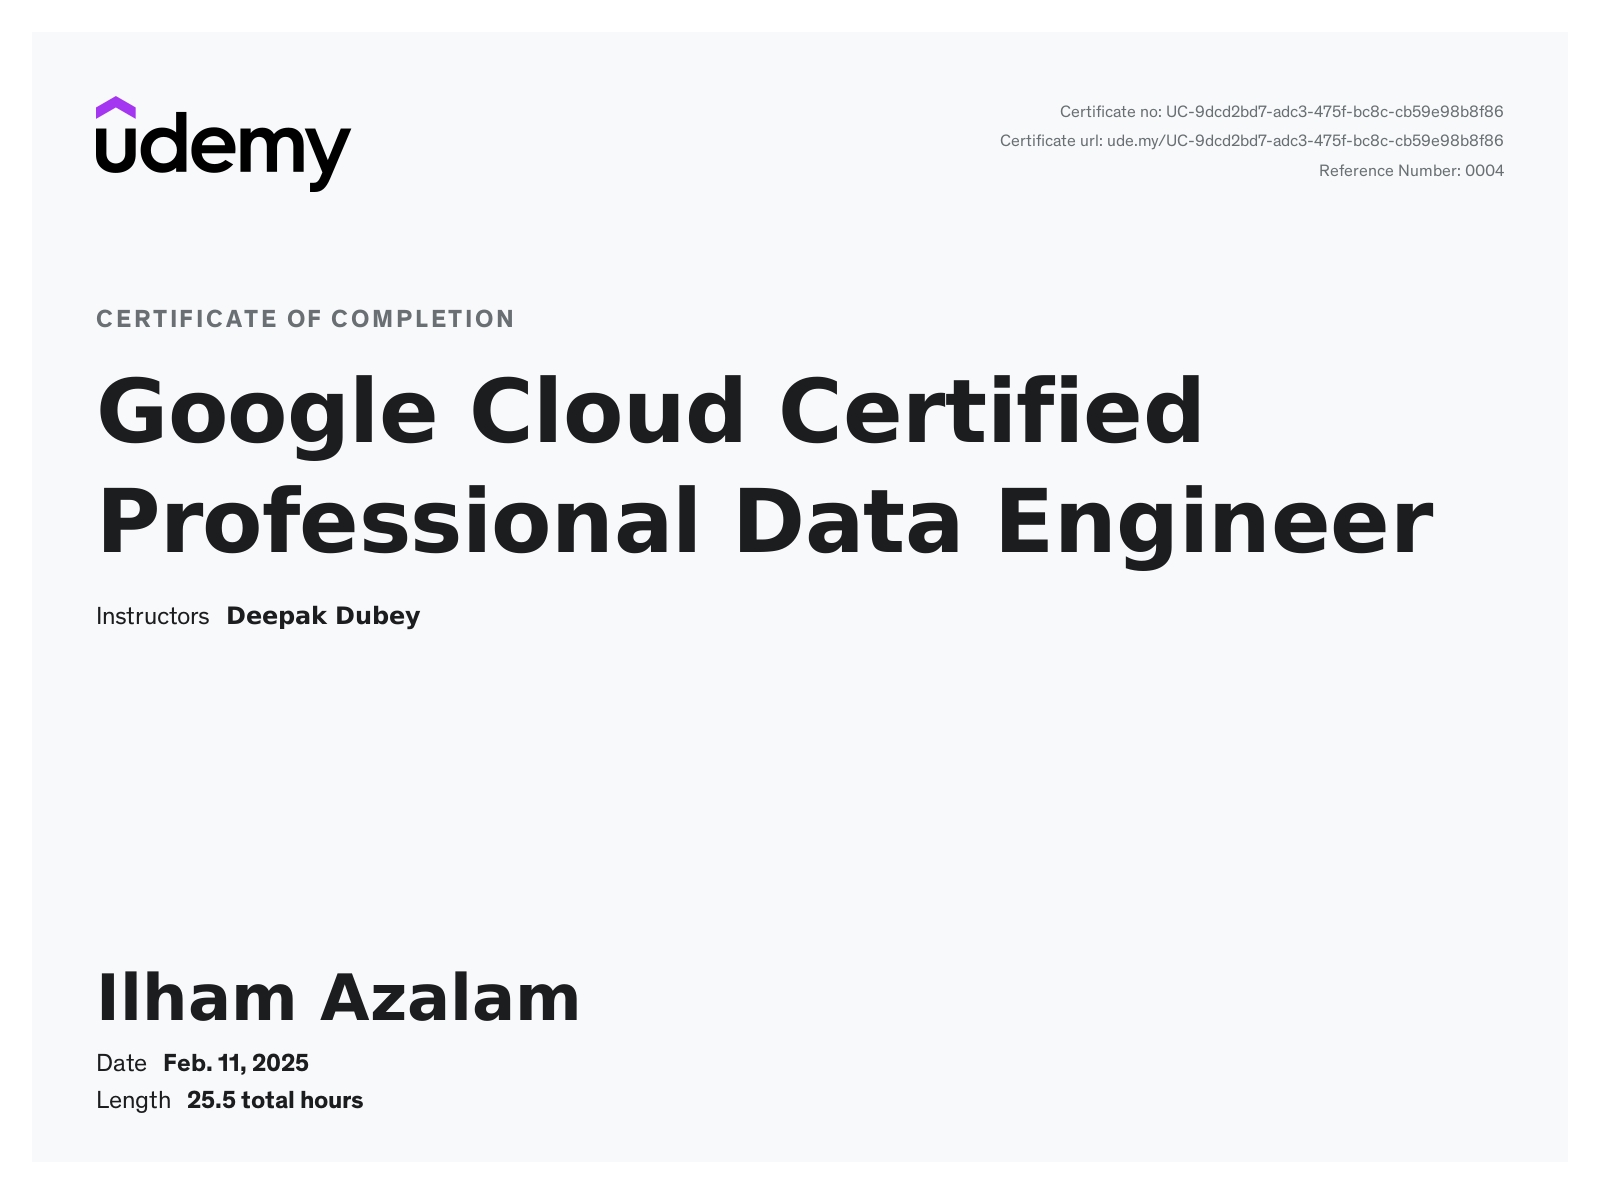 udemy
Certificate no: UC-9dcd2bd7-adc3-475f-bc8c-cb59e98b8f86
Certificate url: ude.my/UC-9dcd2bd7-adc3-475f-bc8c-cb59e98b8f86
Reference Number: 0004
CERTIFICATE OF COMPLETION
Google Cloud Certified
Professional Data Engineer
Instructors Deepak Dubey
Ilham Azalam
Date Feb. 11, 2025
Length 25.5 total hours